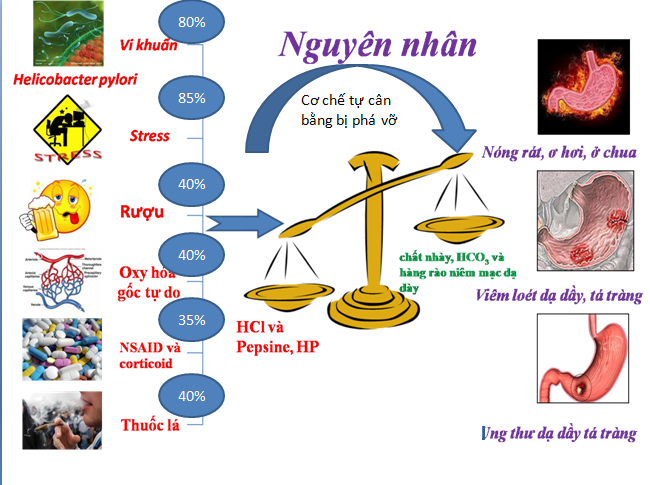 Nguyên nhân
80%
Vi khuẩn
Helicobacter pylori
85%
STRESS
Stress
40%
Rượu
40%
Oxy hóa
gốc tự do
35%
NSAID và
corticoid
40%
Thuốc lá
Cơ chế tự cân
bằng bị phá vỡ
HCl và
Pepsine, HP
chất nhày, HCO3 và
hàng rào niêm mạc dạ
dày
Nóng rát, ơ hơi, ở chua
Viêm loét dạ dầy, tá tràng
Ung thư dạ dầy tá tràng